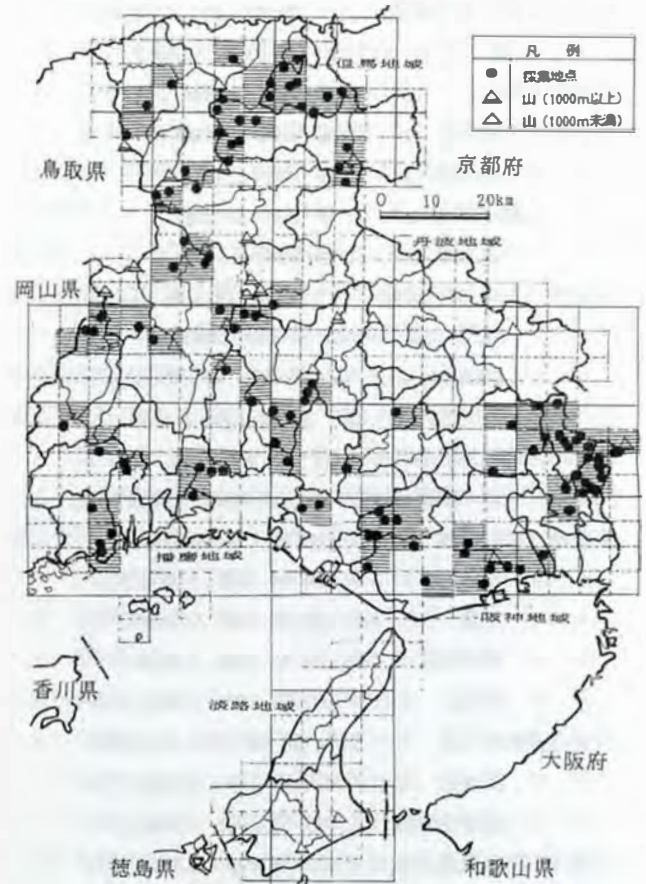 凡 例
● 採集地点
△ 山（1000m以上）
△ 山（1000m未満）
但馬地域
鳥取県
京都府
0 10 20km
丹波地域
岡山県
播磨地域
阪神地域
香川県
淡路地域
大阪府
徳島県
和歌山県